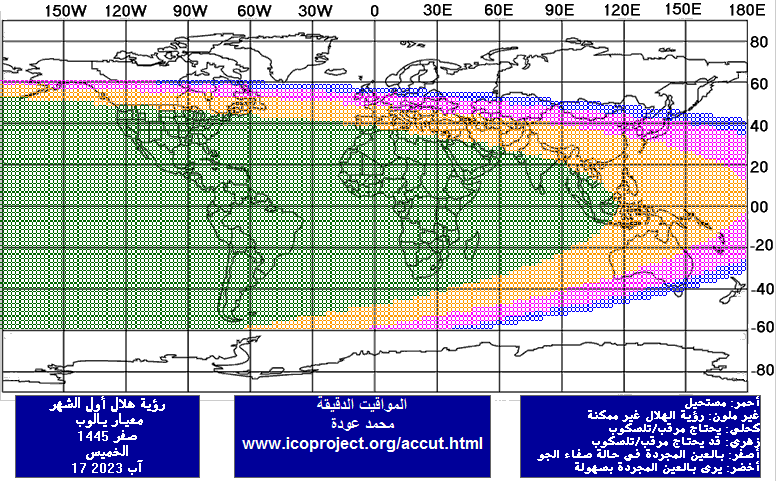 150W 120W 90W 60W 30W 0 30E 60E 90E 120E 150E 180E
80
60
40
20
00
-20
-40
-60
-80
رؤية هلال أول الشهر
معيار يالوب
صفر 1445
الخميس
17 آب 2023
المواقيت الدقيقة
محمد عودة
www.icoproject.org/accut.html
أحمر: مستحيل
غير ملون: رؤية الهلال غير ممكنة
كحلي: يحتاج مرقب/تلسكوب
زهري: قد يحتاج مرقب/تلسكوب
أصفر: بالعين المجردة في حالة صفاء الجو
أخضر: يرى بالعين المجردة بسهولة